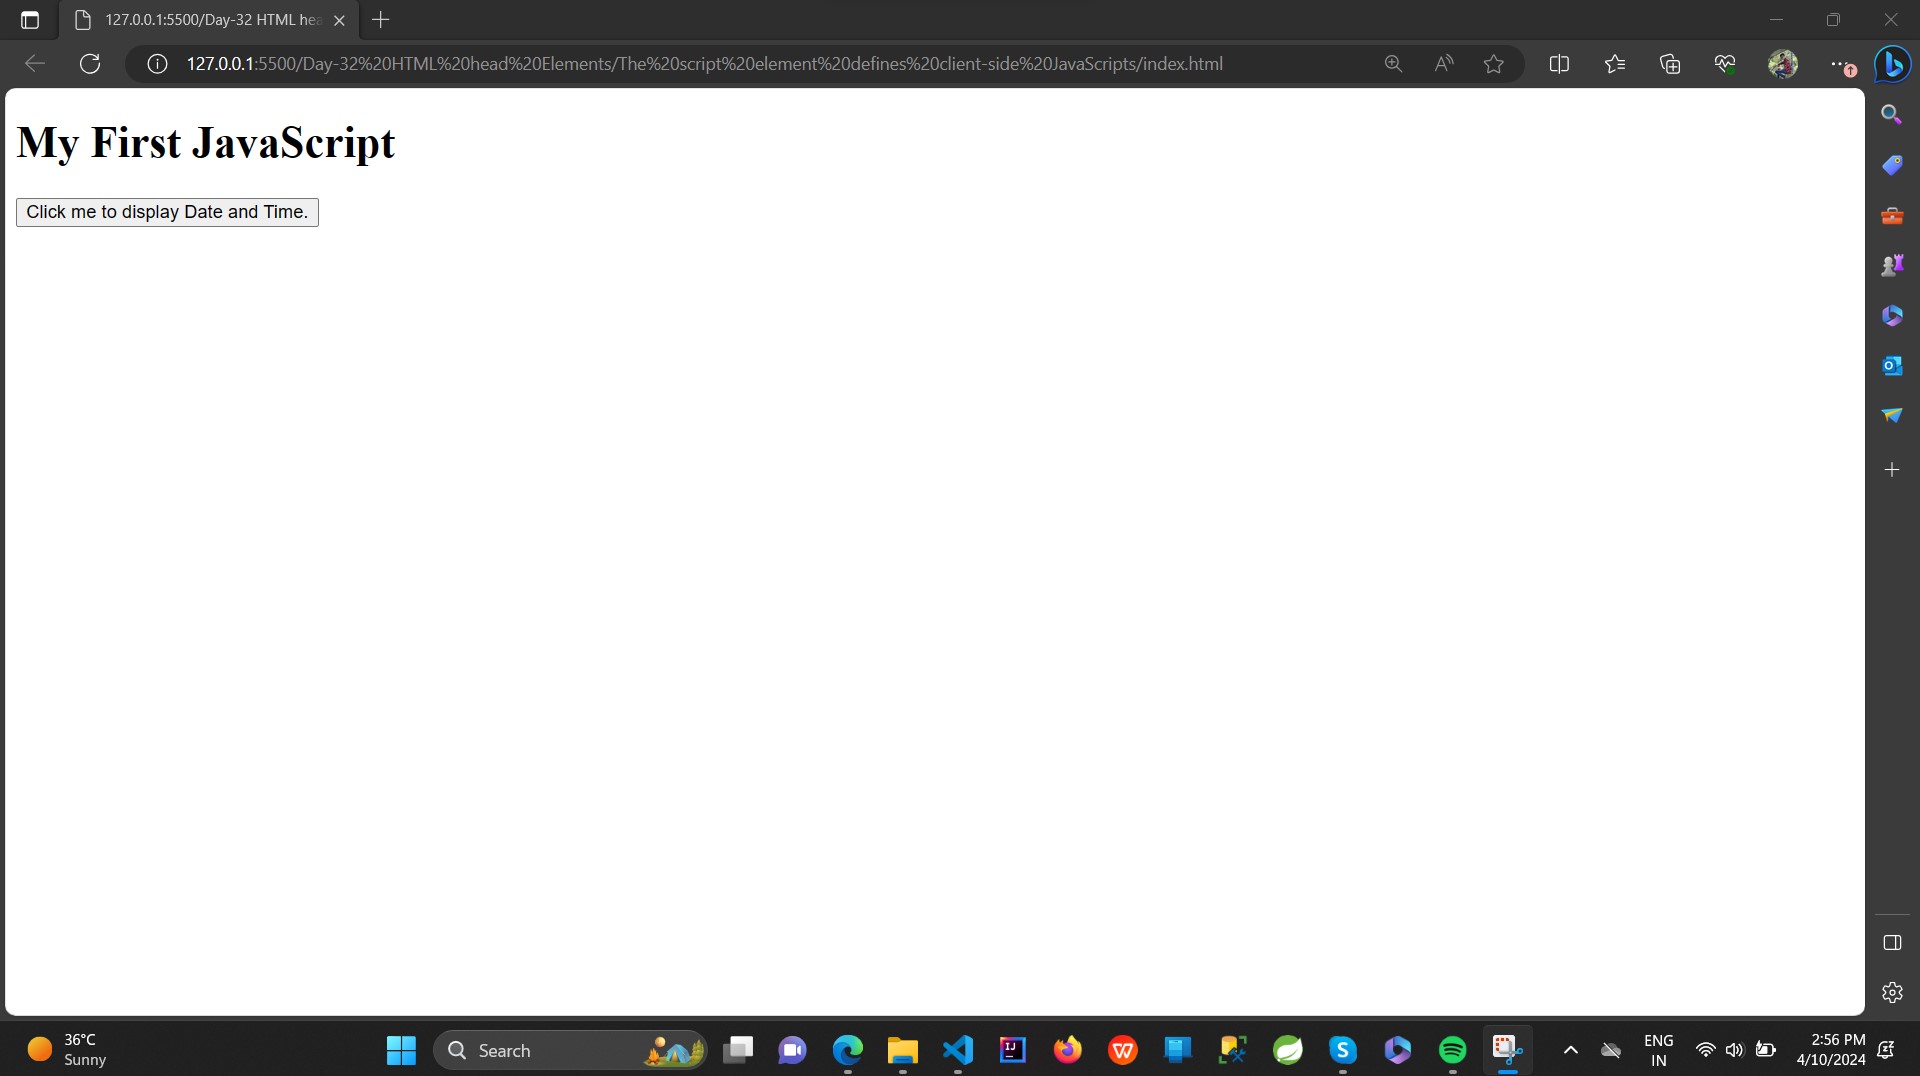 127.0.0.1:5500/Day-32 HTML hea
127.0.0.1:5500/Day-32%20HTML%20head%20Elements/The%20script%20element%20defines%20client-side%20JavaScripts/index.html
My First JavaScript
Click me to display Date and Time.
36°C
Sunny
Search
ENG
IN
2:56 PM
4/10/2024